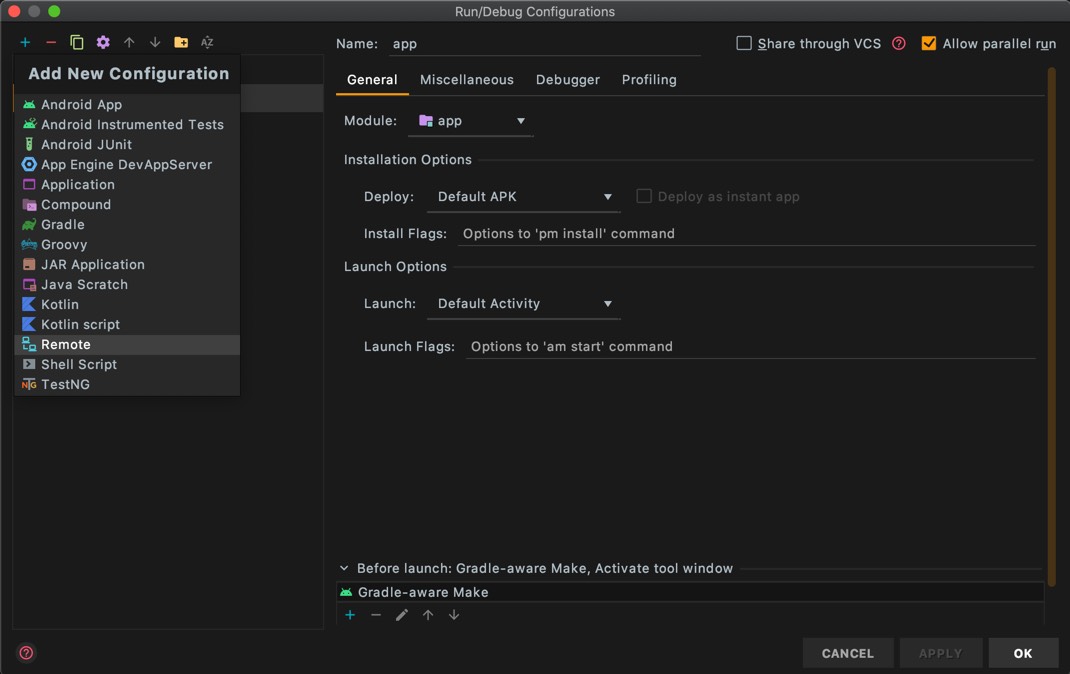 Run/Debug Configurations
Name: app
Share through VCS ? Allow parallel run
Add New Configuration
Android App
Android Instrumented Tests
Android JUnit
App Engine DevAppServer
Application
Compound
Gradle
Groovy
JAR Application
Java Scratch
Kotlin
Kotlin script
Remote
Shell Script
TestNG
General Miscellaneous Debugger Profiling
Module: app
Installation Options
Deploy: Default APK Deploy as instant app
Install Flags: Options to 'pm install' command
Launch Options
Launch: Default Activity
Launch Flags: Options to 'am start' command
Before launch: Gradle-aware Make, Activate tool window
Gradle-aware Make
? CANCEL APPLY OK